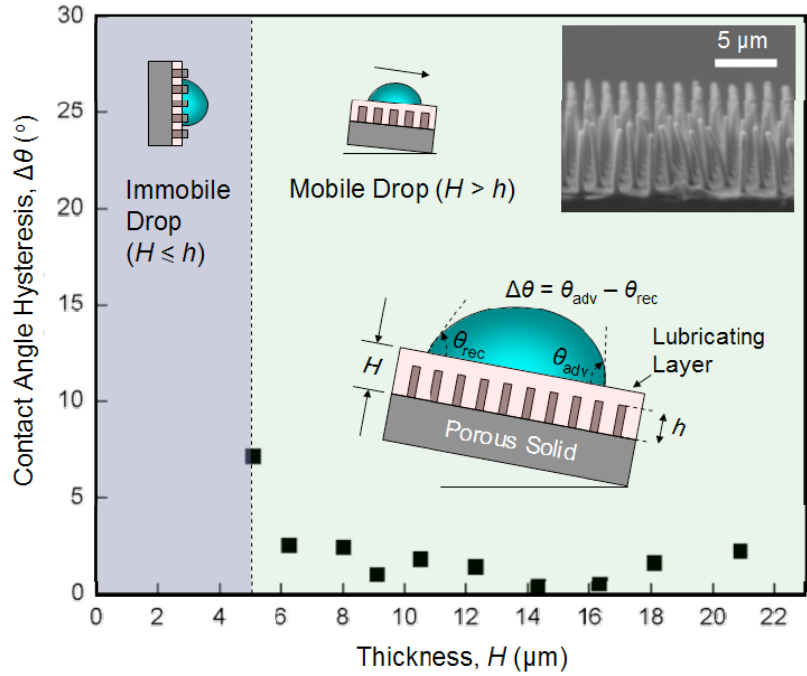 Contact Angle Hysteresis, Δθ (°)
30
25
20
15
10
5
0
Immobile
Drop
(H ≤ h)
Mobile Drop (H > h)
5 µm
Δθ = θadv – θrec
θrec
θadv
H
Lubricating
Layer
h
Porous Solid
0 2 4 6 8 10 12 14 16 18 20 22
Thickness, H (µm)